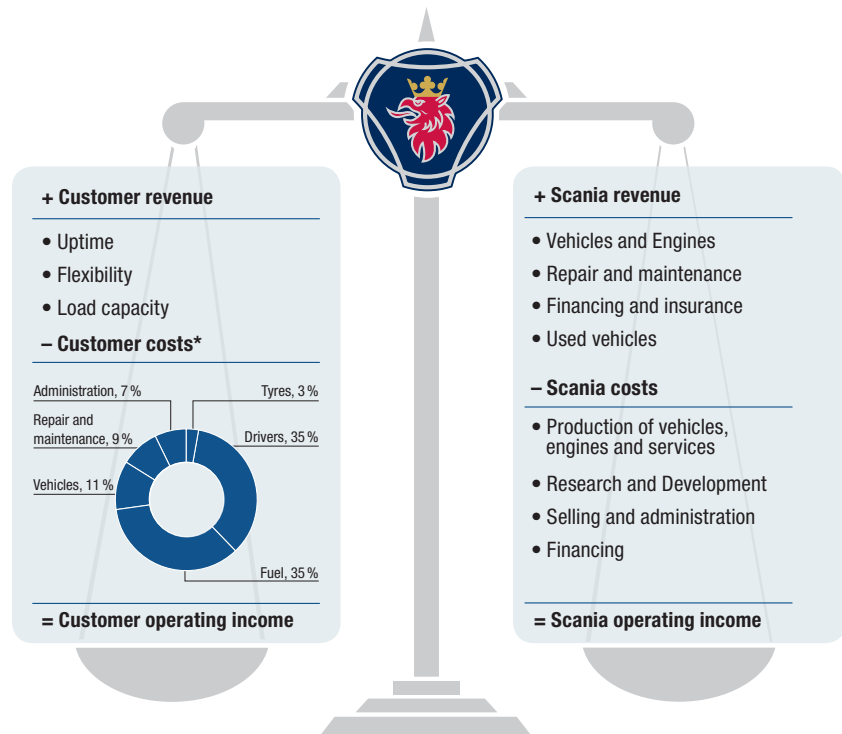 + Customer revenue
• Uptime
• Flexibility
• Load capacity
– Customer costs*
Administration, 7 %
Tyres, 3 %
Repair and
maintenance, 9 %
Drivers, 35 %
Vehicles, 11 %
Fuel, 35 %
= Customer operating income
+ Scania revenue
• Vehicles and Engines
• Repair and maintenance
• Financing and insurance
• Used vehicles
– Scania costs
• Production of vehicles,
engines and services
• Research and Development
• Selling and administration
• Financing
= Scania operating income